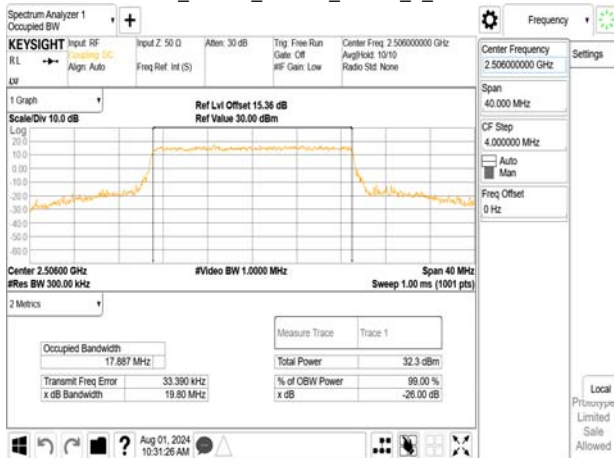 Spectrum Analyzer 1
Occupied BW
KEYSIGHT Input: RF
RL Coupling: DC
Align: Auto
Input Z: 50 Ω
Freq Ref: Int (S)
Atten: 30 dB
Trig: Free Run
Gate: Off
#IF Gain: Low
Center Freq: 2.506000000 GHz
Avg|Hold: 10/10
Radio Std: None
1 Graph
Scale/Div 10.0 dB
Ref Lvl Offset 15.36 dB
Ref Value 30.00 dBm
Log
20.0
10.0
0.00
-10.0
-20.0
-30.0
-40.0
-50.0
-60.0
Center 2.50600 GHz
#Res BW 300.00 kHz
#Video BW 1.0000 MHz
Span 40 MHz
Sweep 1.00 ms (1001 pts)
2 Metrics
Measure Trace Trace 1
Occupied Bandwidth
17.887 MHz
Total Power 32.3 dBm
Transmit Freq Error 33.390 kHz
% of OBW Power 99.00 %
x dB Bandwidth 19.80 MHz
x dB -26.00 dB
Aug 01, 2024
10:31:26 AM
Frequency
Center Frequency
2.506000000 GHz
Settings
Span
40.000 MHz
CF Step
4.000000 MHz
Auto
Man
Freq Offset
0 Hz
Local
Prototype
Limited
Sale
Allowed